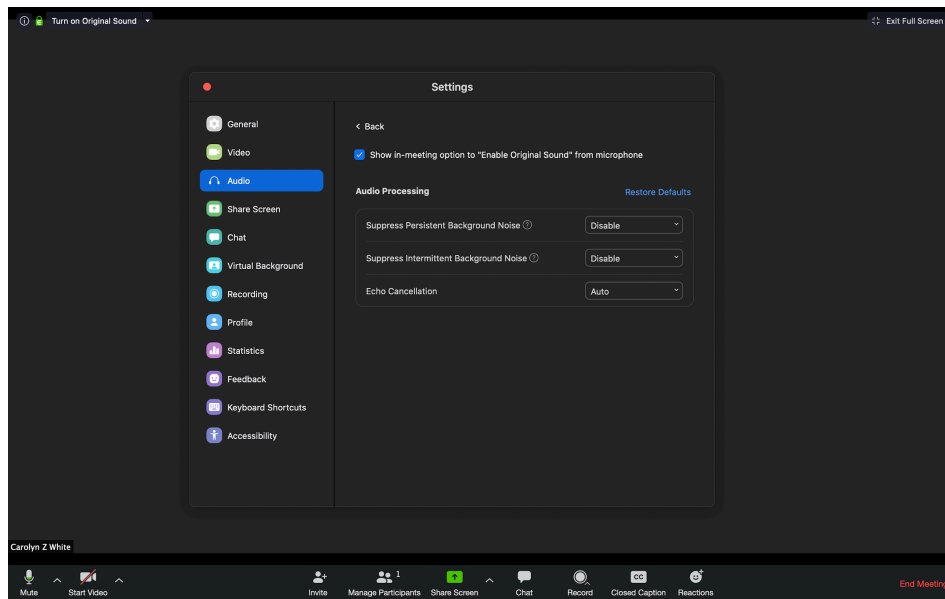 Turn on Original Sound
Exit Full Screen
Settings
General
Video
Audio
Share Screen
Chat
Virtual Background
Recording
Profile
Statistics
Feedback
Keyboard Shortcuts
Accessibility
< Back
Show in-meeting option to "Enable Original Sound" from microphone
Audio Processing
Restore Defaults
Suppress Persistent Background Noise ?
Disable
Suppress Intermittent Background Noise ?
Disable
Echo Cancellation
Auto
Carolyn Z White
1
CC
Mute
Start Video
Invite
Manage Participants
Share Screen
Chat
Record
Closed Caption
Reactions
End Meeting